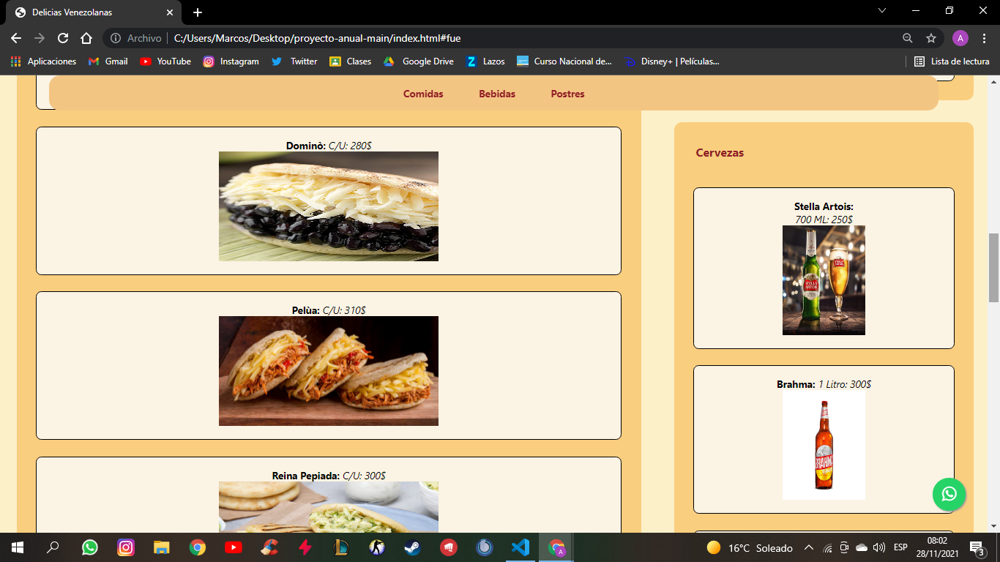 Delicias Venezolanas
Archivo
C:/Users/Marcos/Desktop/proyecto-anual-main/index.html#fue
A
Aplicaciones
Gmail
YouTube
Instagram
Twitter
Clases
Google Drive
Lazos
Curso Nacional de...
Disney+ | Películas...
Lista de lectura
Comidas
Bebidas
Postres
Dominò: C/U: 280$
Pelùa: C/U: 310$
Reina Pepiada: C/U: 300$
Cervezas
Stella Artois:
700 ML: 250$
STELLA ARTOIS
Brahma: 1 Litro: 300$
BRAHMA
16°C Soleado
ESP
08:02
28/11/2021
3